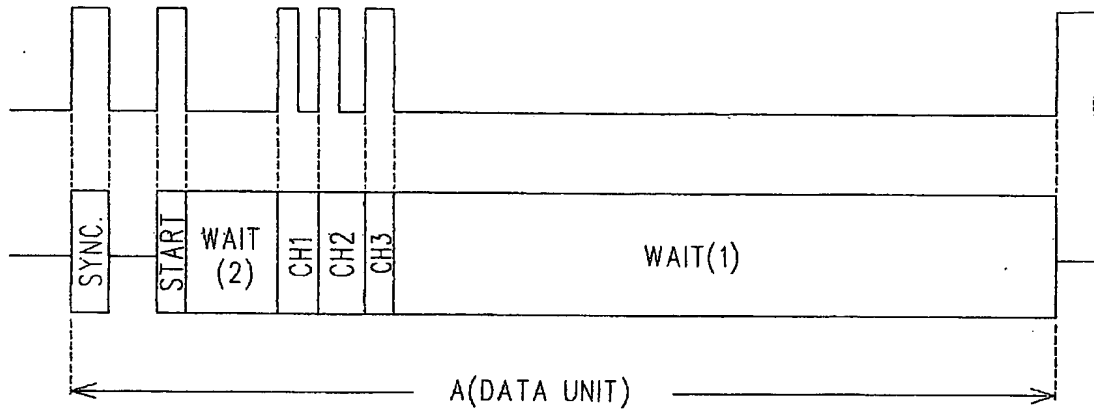 SYNC.
START
WAIT
(2)
CH1
CH2
CH3
WAIT(1)
A(DATA UNIT)